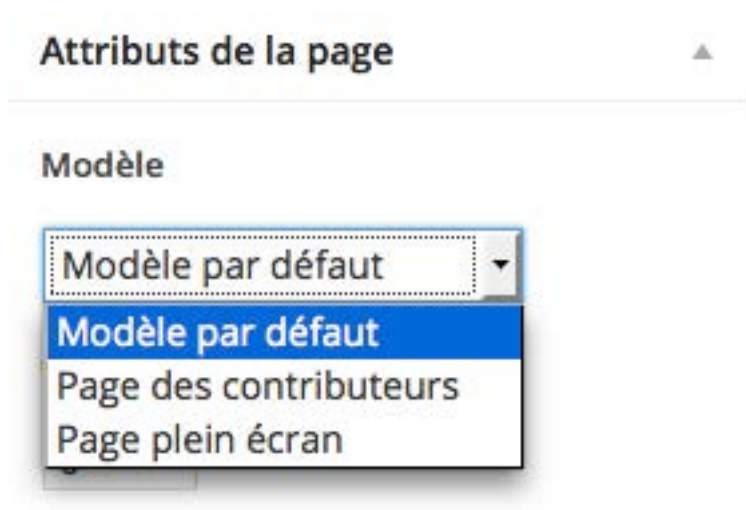 Attributs de la page
Modèle
Modèle par défaut
Modèle par défaut
Page des contributeurs
Page plein écran